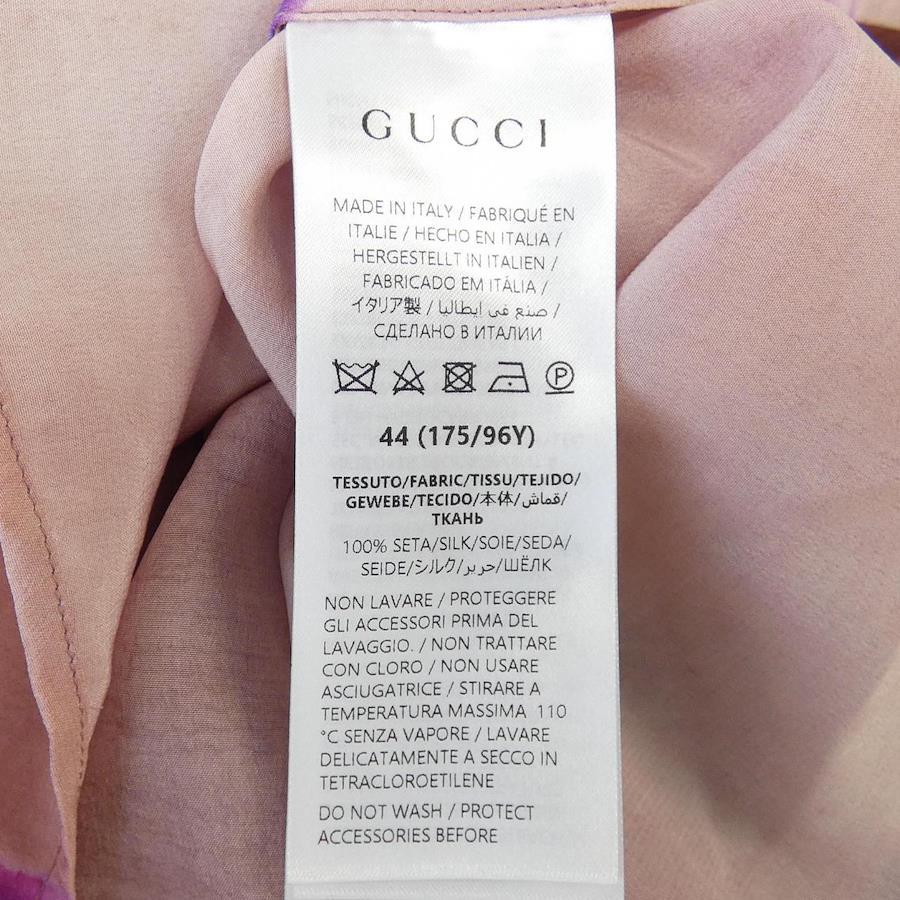 GUCCI
MADE IN ITALY / FABRIQUÉ EN
ITALIE / HECHO EN ITALIA /
HERGESTELLT IN ITALIEN /
FABRICADO EM ITÁLIA /
イタリア製 / صنع في إيطاليا /
СДЕЛАНО В ИТАЛИИ
P
44 (175/96Y)
TESSUTO/FABRIC/TISSU/TEJIDO/
GEWEBE/TECIDO/本体/قماش/
ТКАНЬ
100% SETA/SILK/SOIE/SEDA/
SEIDE/シルク/حرير/ШЁЛК
NON LAVARE / PROTEGGERE
GLI ACCESSORI PRIMA DEL
LAVAGGIO. / NON TRATTARE
CON CLORO / NON USARE
ASCIUGATRICE / STIRARE A
TEMPERATURA MASSIMA 110
°C SENZA VAPORE / LAVARE
DELICATAMENTE A SECCO IN
TETRACLOROETILENE
DO NOT WASH / PROTECT
ACCESSORIES BEFORE